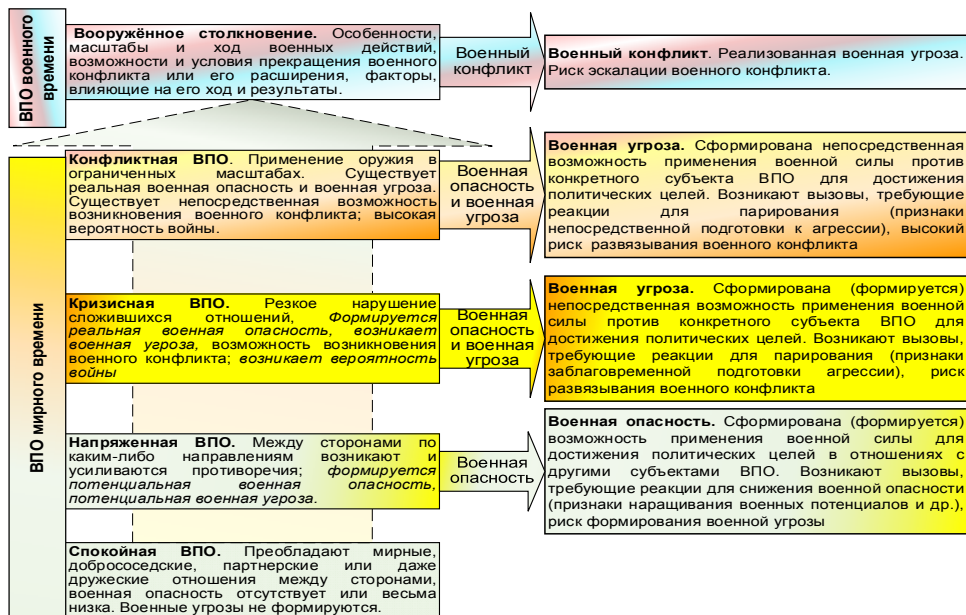 ВПО военного
времени
Вооружённое столкновение. Особенности,
масштабы и ход военных действий,
возможности и условия прекращения военного
конфликта или его расширения, факторы,
влияющие на его ход и результаты.
Военный
конфликт
Военный конфликт. Реализованная военная угроза.
Риск эскалации военного конфликта.
ВПО мирного времени
Конфликтная ВПО. Применение оружия в
ограниченных масштабах. Существует
реальная военная опасность и военная угроза.
Существует непосредственная возможность
возникновения военного конфликта; высокая
вероятность войны.
Военная
опасность
и военная
угроза
Военная угроза. Сформирована непосредственная
возможность применения военной силы против
конкретного субъекта ВПО для достижения
политических целей. Возникают вызовы, требующие
реакции для парирования (признаки
непосредственной подготовки к агрессии), высокий
риск развязывания военного конфликта
Кризисная ВПО. Резкое нарушение
сложившихся отношений, Формируется
реальная военная опасность, возникает
военная угроза, возможность возникновения
военного конфликта; возникает вероятность
войны
Военная
опасность
и военная
угроза
Военная угроза. Сформирована (формируется)
непосредственная возможность применения военной
силы против конкретного субъекта ВПО для
достижения политических целей. Возникают вызовы,
требующие реакции для парирования (признаки
заблаговременной подготовки агрессии), риск
развязывания военного конфликта
Напряженная ВПО. Между сторонами по
каким-либо направлениям возникают и
усиливаются противоречия; формируется
потенциальная военная опасность,
потенциальная военная угроза.
Военная
опасность
Военная опасность. Сформирована (формируется)
возможность применения военной силы для
достижения политических целей в отношениях с
другими субъектами ВПО. Возникают вызовы,
требующие реакции для снижения военной опасности
(признаки наращивания военных потенциалов и др.),
риск формирования военной угрозы
Спокойная ВПО. Преобладают мирные,
добрососедские, партнерские или даже
дружеские отношения между сторонами,
военная опасность отсутствует или весьма
низка. Военные угрозы не формируются.